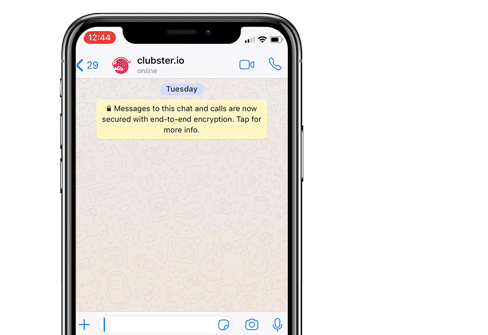 12:44
29
clubster.io
online
Tuesday
Messages to this chat and calls are now
secured with end-to-end encryption. Tap for
more info.